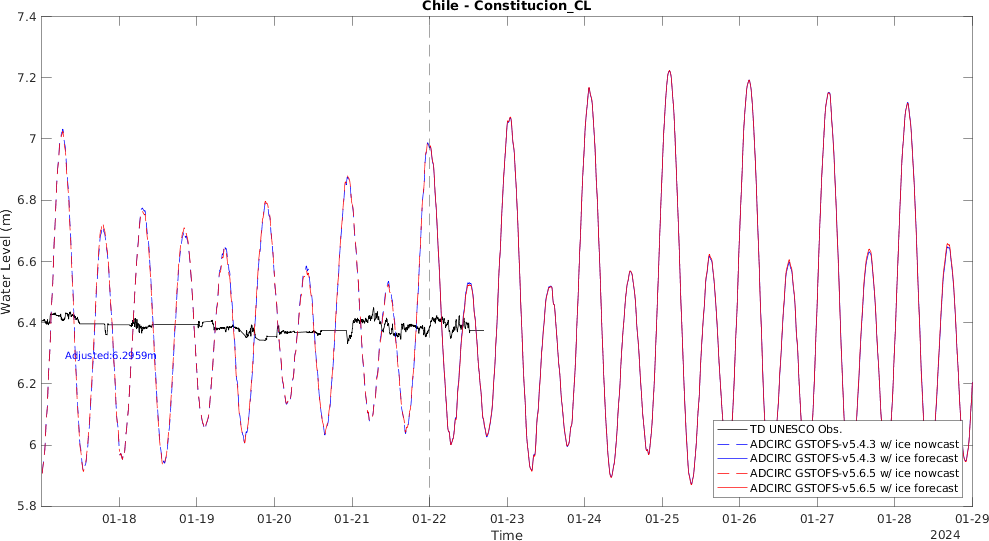 Chile - Constitucion_CL
Water Level (m)
7.4
7.2
7
6.8
6.6
6.4
6.2
6
5.8
Adjusted:6.2959m
TD UNESCO Obs.
ADCIRC GSTOFS-v5.4.3 w/ ice nowcast
ADCIRC GSTOFS-v5.4.3 w/ ice forecast
ADCIRC GSTOFS-v5.6.5 w/ ice nowcast
ADCIRC GSTOFS-v5.6.5 w/ ice forecast
01-18 01-19 01-20 01-21 01-22 01-23 01-24 01-25 01-26 01-27 01-28 01-29
Time
2024